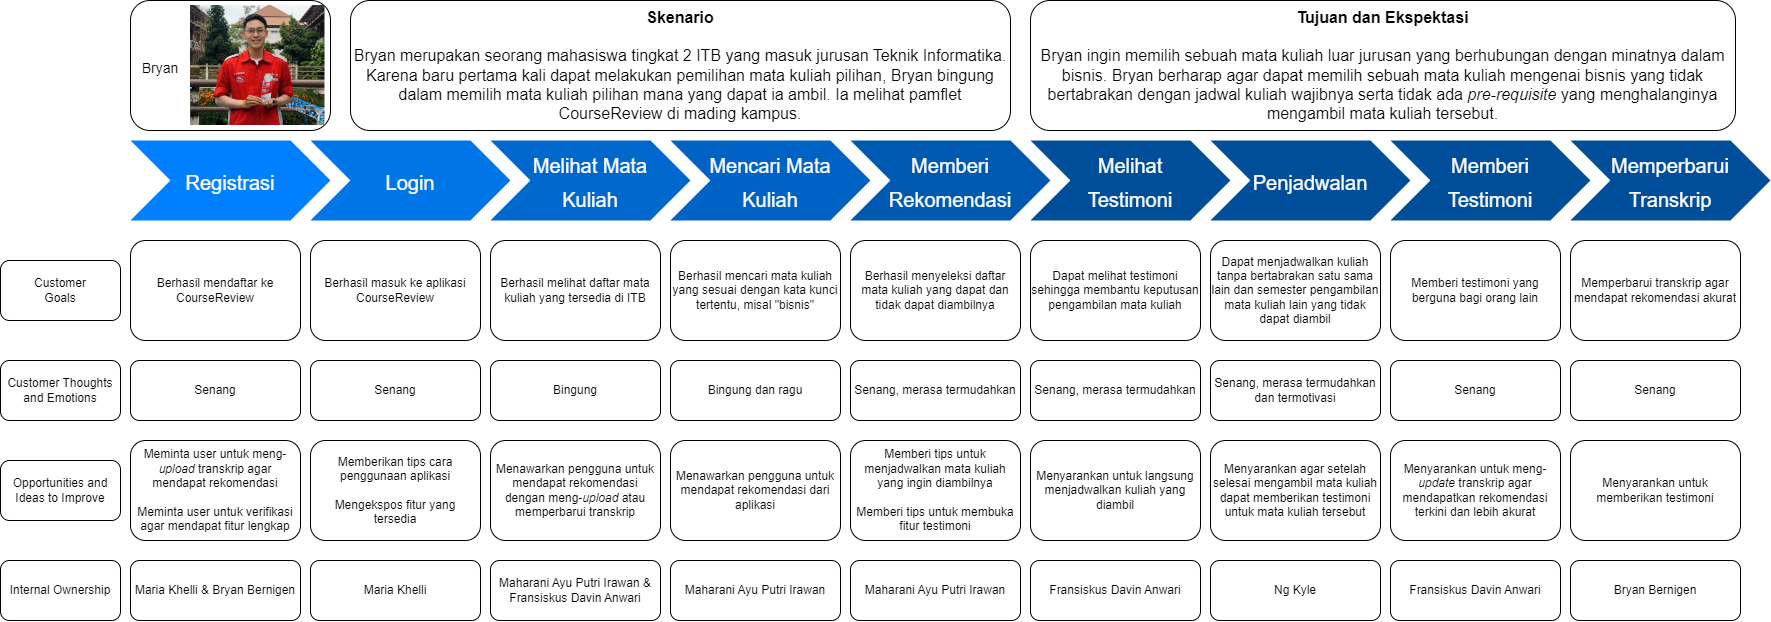 Bryan
Skenario
Bryan merupakan seorang mahasiswa tingkat 2 ITB yang masuk jurusan Teknik Informatika.
Karena baru pertama kali dapat melakukan pemilihan mata kuliah pilihan, Bryan bingung
dalam memilih mata kuliah pilihan mana yang dapat ia ambil. Ia melihat pamflet
CourseReview di mading kampus.
Tujuan dan Ekspektasi
Bryan ingin memilih sebuah mata kuliah luar jurusan yang berhubungan dengan minatnya dalam
bisnis. Bryan berharap agar dapat memilih sebuah mata kuliah mengenai bisnis yang tidak
bertabrakan dengan jadwal kuliah wajibnya serta tidak ada pre-requisite yang menghalanginya
mengambil mata kuliah tersebut.
Registrasi
Login
Melihat Mata
Kuliah
Mencari Mata
Kuliah
Memberi
Rekomendasi
Melihat
Testimoni
Penjadwalan
Memberi
Testimoni
Memperbarui
Transkrip
Customer
Goals
Berhasil mendaftar ke
CourseReview
Berhasil masuk ke aplikasi
CourseReview
Berhasil melihat daftar mata
kuliah yang tersedia di ITB
Berhasil mencari mata kuliah
yang sesuai dengan kata kunci
tertentu, misal "bisnis"
Berhasil menyeleksi daftar
mata kuliah yang dapat dan
tidak dapat diambilnya
Dapat melihat testimoni
sehingga membantu keputusan
pengambilan mata kuliah
Dapat menjadwalkan kuliah
tanpa bertabrakan satu sama
lain dan semester pengambilan
mata kuliah lain yang tidak
dapat diambil
Memberi testimoni yang
berguna bagi orang lain
Memperbarui transkrip agar
mendapat rekomendasi akurat
Customer Thoughts
and Emotions
Senang
Senang
Bingung
Bingung dan ragu
Senang, merasa termudahkan
Senang, merasa termudahkan
Senang, merasa termudahkan
dan termotivasi
Senang
Senang
Opportunities and
Ideas to Improve
Meminta user untuk meng-
upload transkrip agar
mendapat rekomendasi
Meminta user untuk verifikasi
agar mendapat fitur lengkap
Memberikan tips cara
penggunaan aplikasi
Mengekspos fitur yang
tersedia
Menawarkan pengguna untuk
mendapat rekomendasi
dengan meng-upload atau
memperbarui transkrip
Menawarkan pengguna untuk
mendapat rekomendasi dari
aplikasi
Memberi tips untuk
menjadwalkan mata kuliah
yang ingin diambilnya
Memberi tips untuk membuka
fitur testimoni
Menyarankan untuk langsung
menjadwalkan kuliah yang
diambil
Menyarankan agar setelah
selesai mengambil mata kuliah
dapat memberikan testimoni
untuk mata kuliah tersebut
Menyarankan untuk meng-
update transkrip agar
mendapatkan rekomendasi
terkini dan lebih akurat
Menyarankan untuk
memberikan testimoni
Internal Ownership
Maria Khelli & Bryan Bernigen
Maria Khelli
Maharani Ayu Putri Irawan &
Fransiskus Davin Anwari
Maharani Ayu Putri Irawan
Maharani Ayu Putri Irawan
Fransiskus Davin Anwari
Ng Kyle
Fransiskus Davin Anwari
Bryan Bernigen